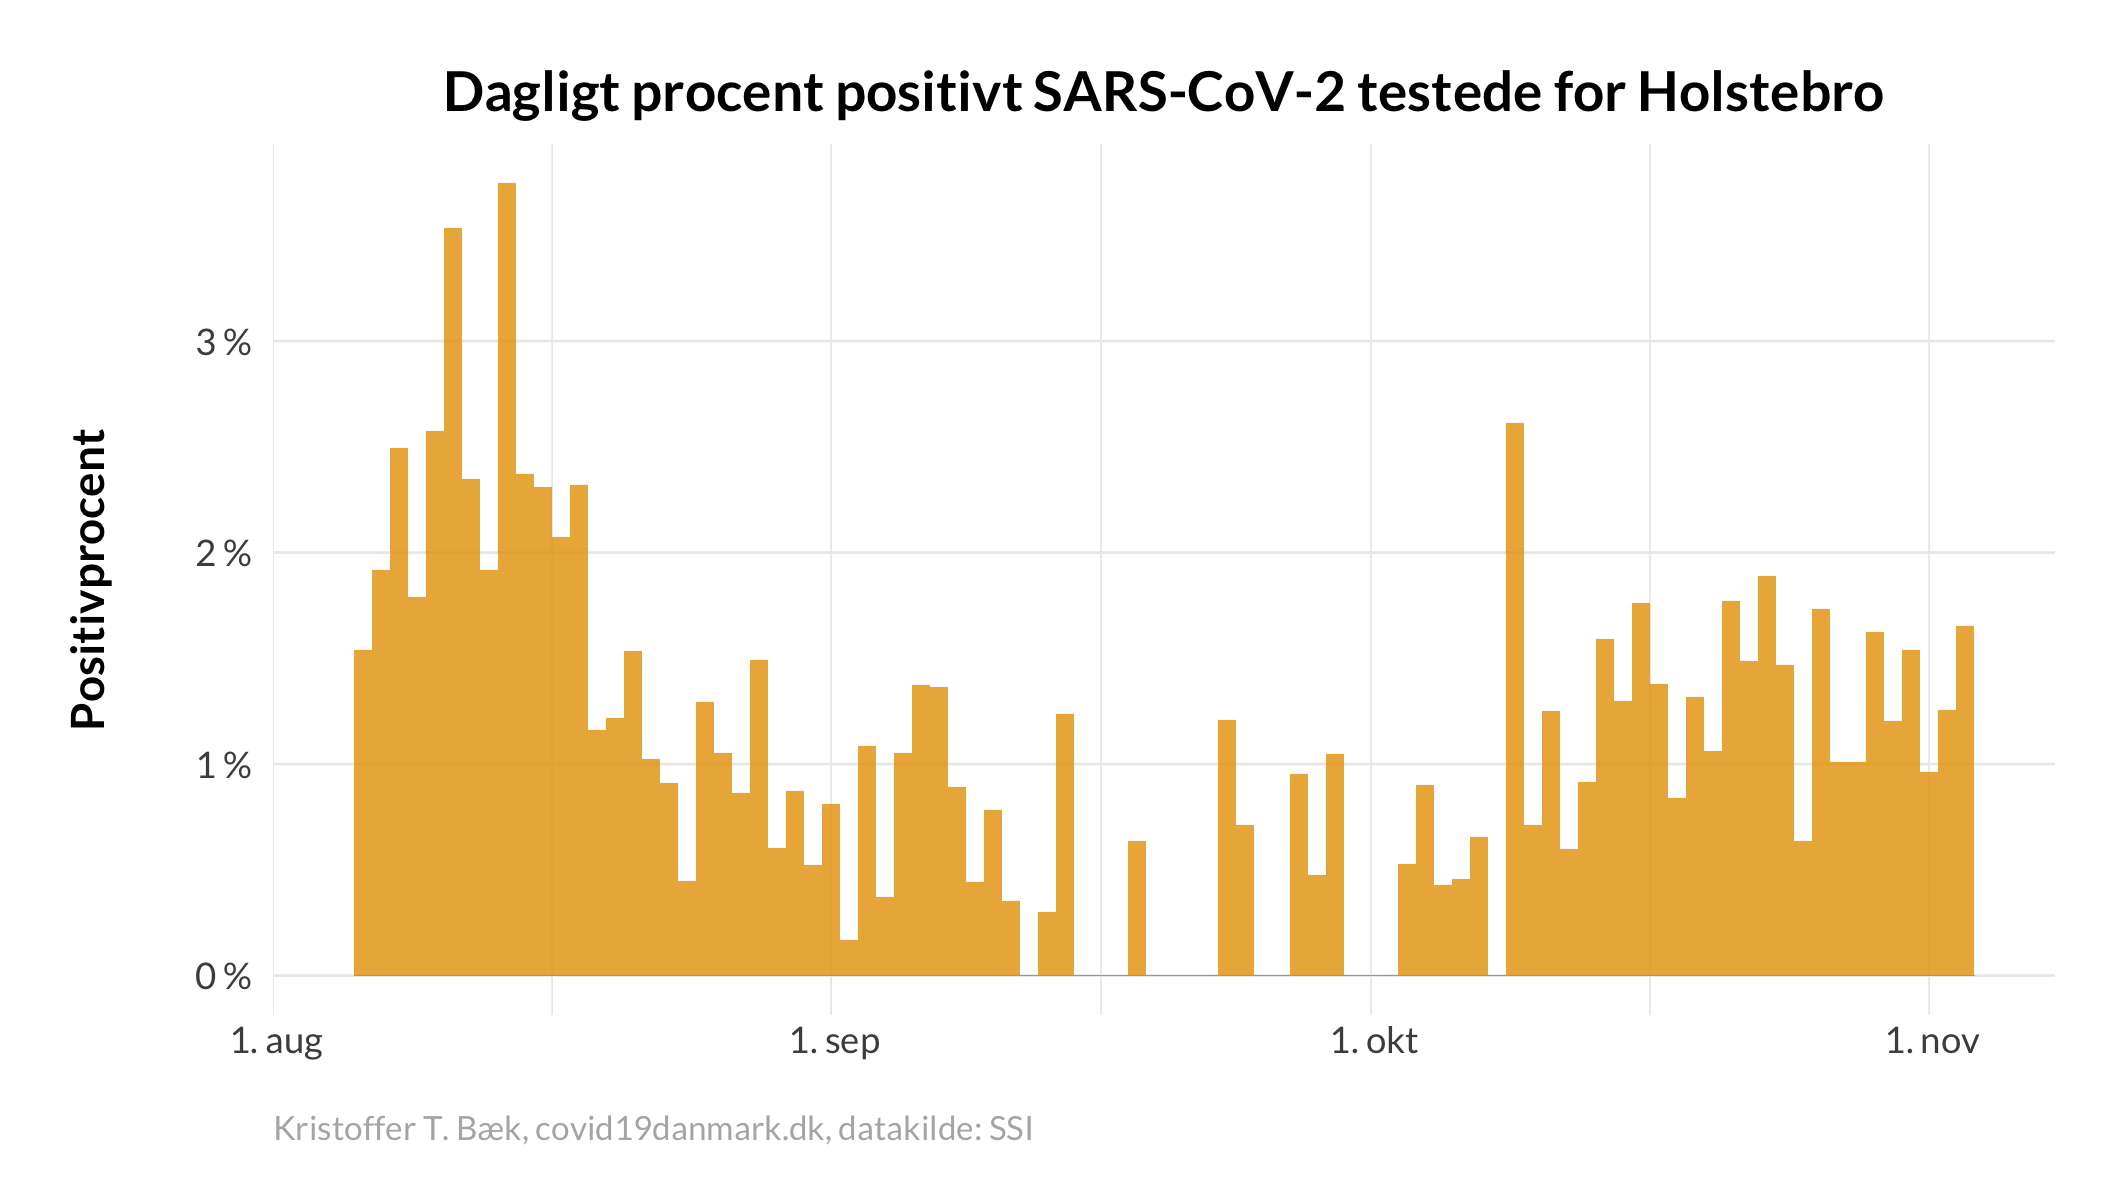 Dagligt procent positivt SARS-CoV-2 testede for Holstebro
Positivprocent
3 %
2 %
1 %
0 %
1. aug
1. sep
1. okt
1. nov
Kristoffer T. Bæk, covid19danmark.dk, datakilde: SSI